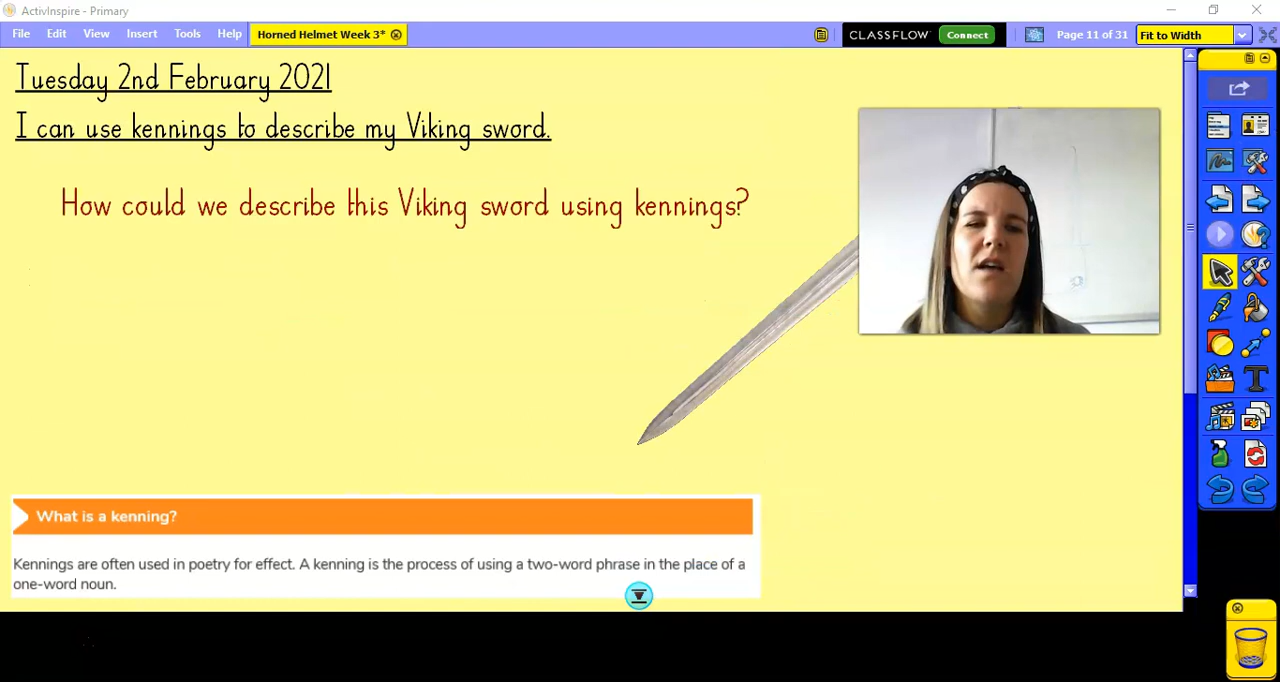 ActivInspire - Primary
File Edit View Insert Tools Help Horned Helmet Week 3* CLASSFLOW Connect Page 11 of 31 Fit to Width
Tuesday 2nd February 2021
I can use kennings to describe my Viking sword.
How could we describe this Viking sword using kennings?
What is a kenning?
Kennings are often used in poetry for effect. A kenning is the process of using a two-word phrase in the place of a
one-word noun.